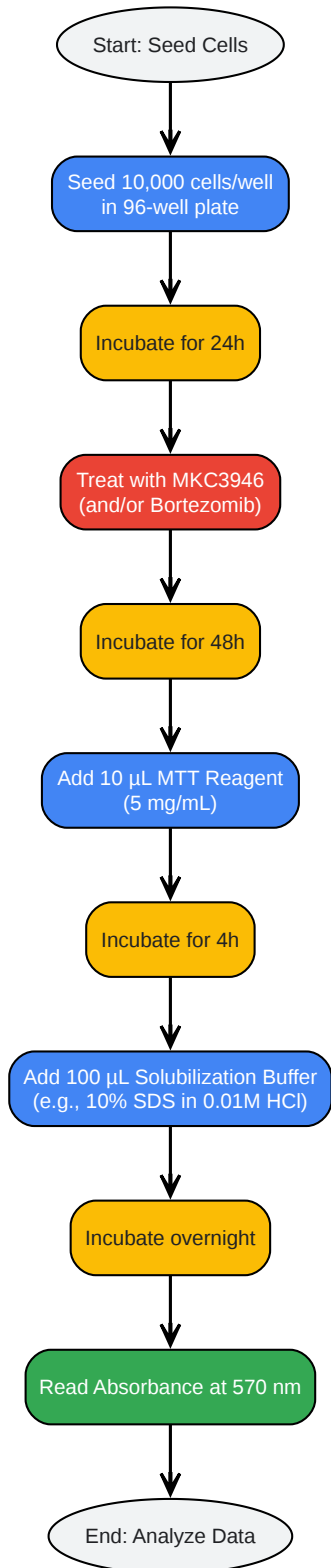 Start: Seed Cells
Seed 10,000 cells/well
in 96-well plate
Incubate for 24h
Treat with MKC3946
(and/or Bortezomib)
Incubate for 48h
Add 10 µL MTT Reagent
(5 mg/mL)
Incubate for 4h
Add 100 µL Solubilization Buffer
(e.g., 10% SDS in 0.01M HCl)
Incubate overnight
Read Absorbance at 570 nm
End: Analyze Data